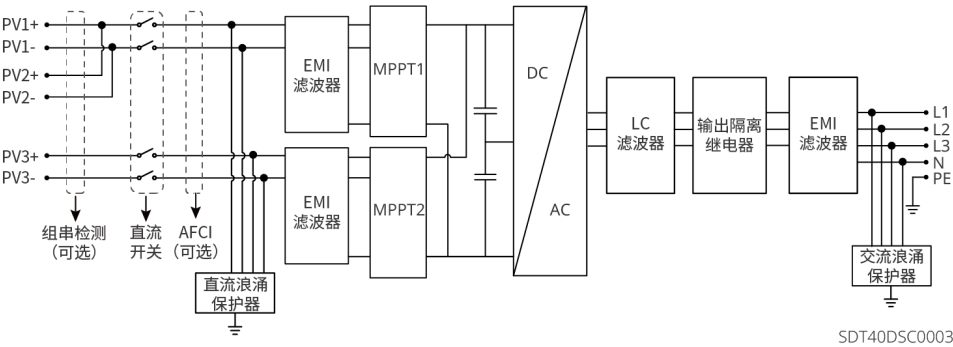 PV1+
PV1-
PV2+
PV2-
PV3+
PV3-
组串检测
（可选）
直流
开关
AFCI
（可选）
直流浪涌
保护器
EMI
滤波器
MPPT1
EMI
滤波器
MPPT2
DC
AC
LC
滤波器
输出隔离
继电器
EMI
滤波器
L1
L2
L3
N
PE
交流浪涌
保护器
SDT40DSC0003